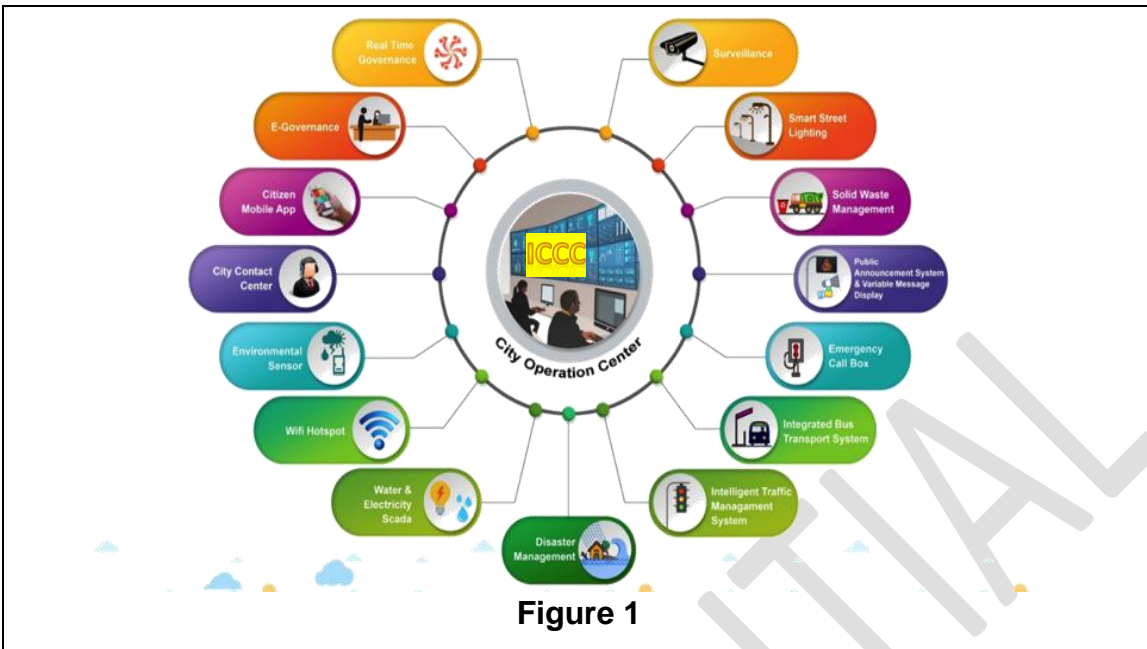 Real Time
Governance
Surveillance
E-Governance
Smart Street
Lighting
Citizen
Mobile App
Solid Waste
Management
City Contact
Center
ICCC
Public
Announcement System
& Variable Message
Display
City Operation Center
Environmental
Sensor
Emergency
Call Box
Wifi Hotspot
Integrated Bus
Transport System
Water &
Electricity
Scada
Intelligent Traffic
Managament
System
Disaster
Management
TIAL
Figure 1